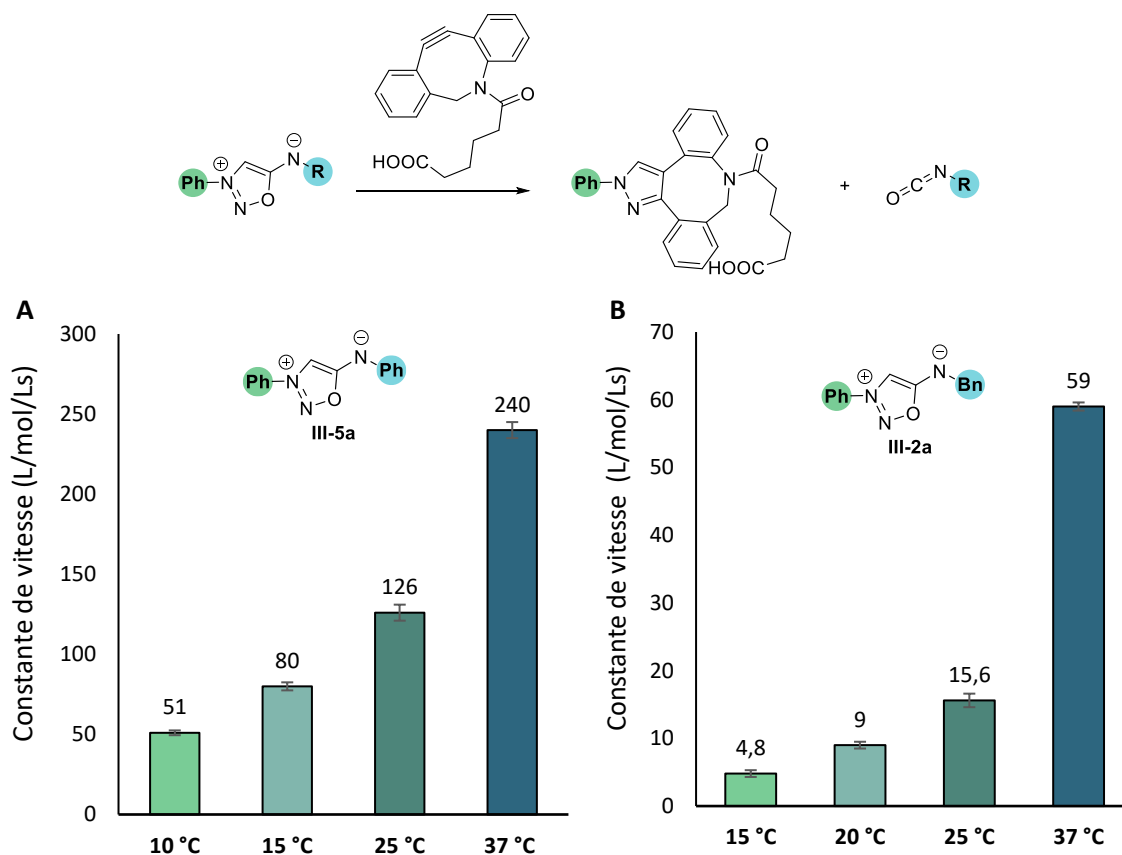 N
O
HOOC
⊖
N
R
⊕
Ph
N
N
O
Ph
N
N
N
O
HOOC
+
O
C
N
R
A
300
250
200
150
100
50
0
Constante de vitesse (L/mol/Ls)
⊖
N
Ph
⊕
Ph
N
N
O
III-5a
51
80
126
240
10 °C
15 °C
25 °C
37 °C
B
70
60
50
40
30
20
10
0
Constante de vitesse (L/mol/Ls)
⊖
N
Bn
⊕
Ph
N
N
O
III-2a
4,8
9
15,6
59
15 °C
20 °C
25 °C
37 °C